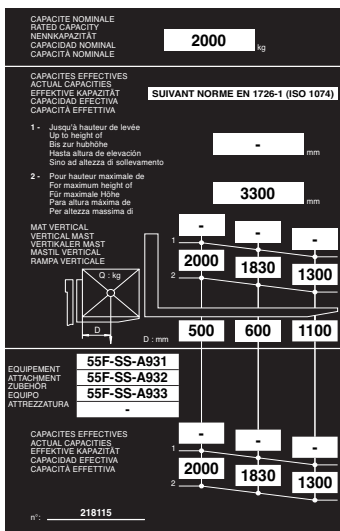 CAPACITE NOMINALE
RATED CAPACITY
NENNKAPAZITÄT
CAPACIDAD NOMINAL
CAPACITÀ NOMINALE
2000 kg
CAPACITES EFFECTIVES
ACTUAL CAPACITIES
EFFEKTIVE KAPAZITÄT
CAPACIDAD EFECTIVA
CAPACITÀ EFFETTIVA
SUIVANT NORME EN 1726-1 (ISO 1074)
1 - Jusqu'à hauteur de levée
Up to height of
Bis zur hubhöhe
Hasta altura de elevación
Sino ad altezza di sollevamento
- mm
2 - Pour hauteur maximale de
For maximum height of
Für maximale Höhe
Para altura máxima de
Per altezza massima di
3300 mm
MAT VERTICAL
VERTICAL MAST
VERTIKALER MAST
MASTIL VERTICAL
RAMPA VERTICALE
1 - - -
2 2000 1830 1300
Q : kg
D
D : mm 500 600 1100
EQUIPEMENT
ATTACHMENT
ZUBEHÖR
EQUIPO
ATTREZZATURA
55F-SS-A931
55F-SS-A932
55F-SS-A933
-
CAPACITES EFFECTIVES
ACTUAL CAPACITIES
EFFEKTIVE KAPAZITÄT
CAPACIDAD EFECTIVA
CAPACITÀ EFFETTIVA
1 - - -
2 2000 1830 1300
n°: 218115